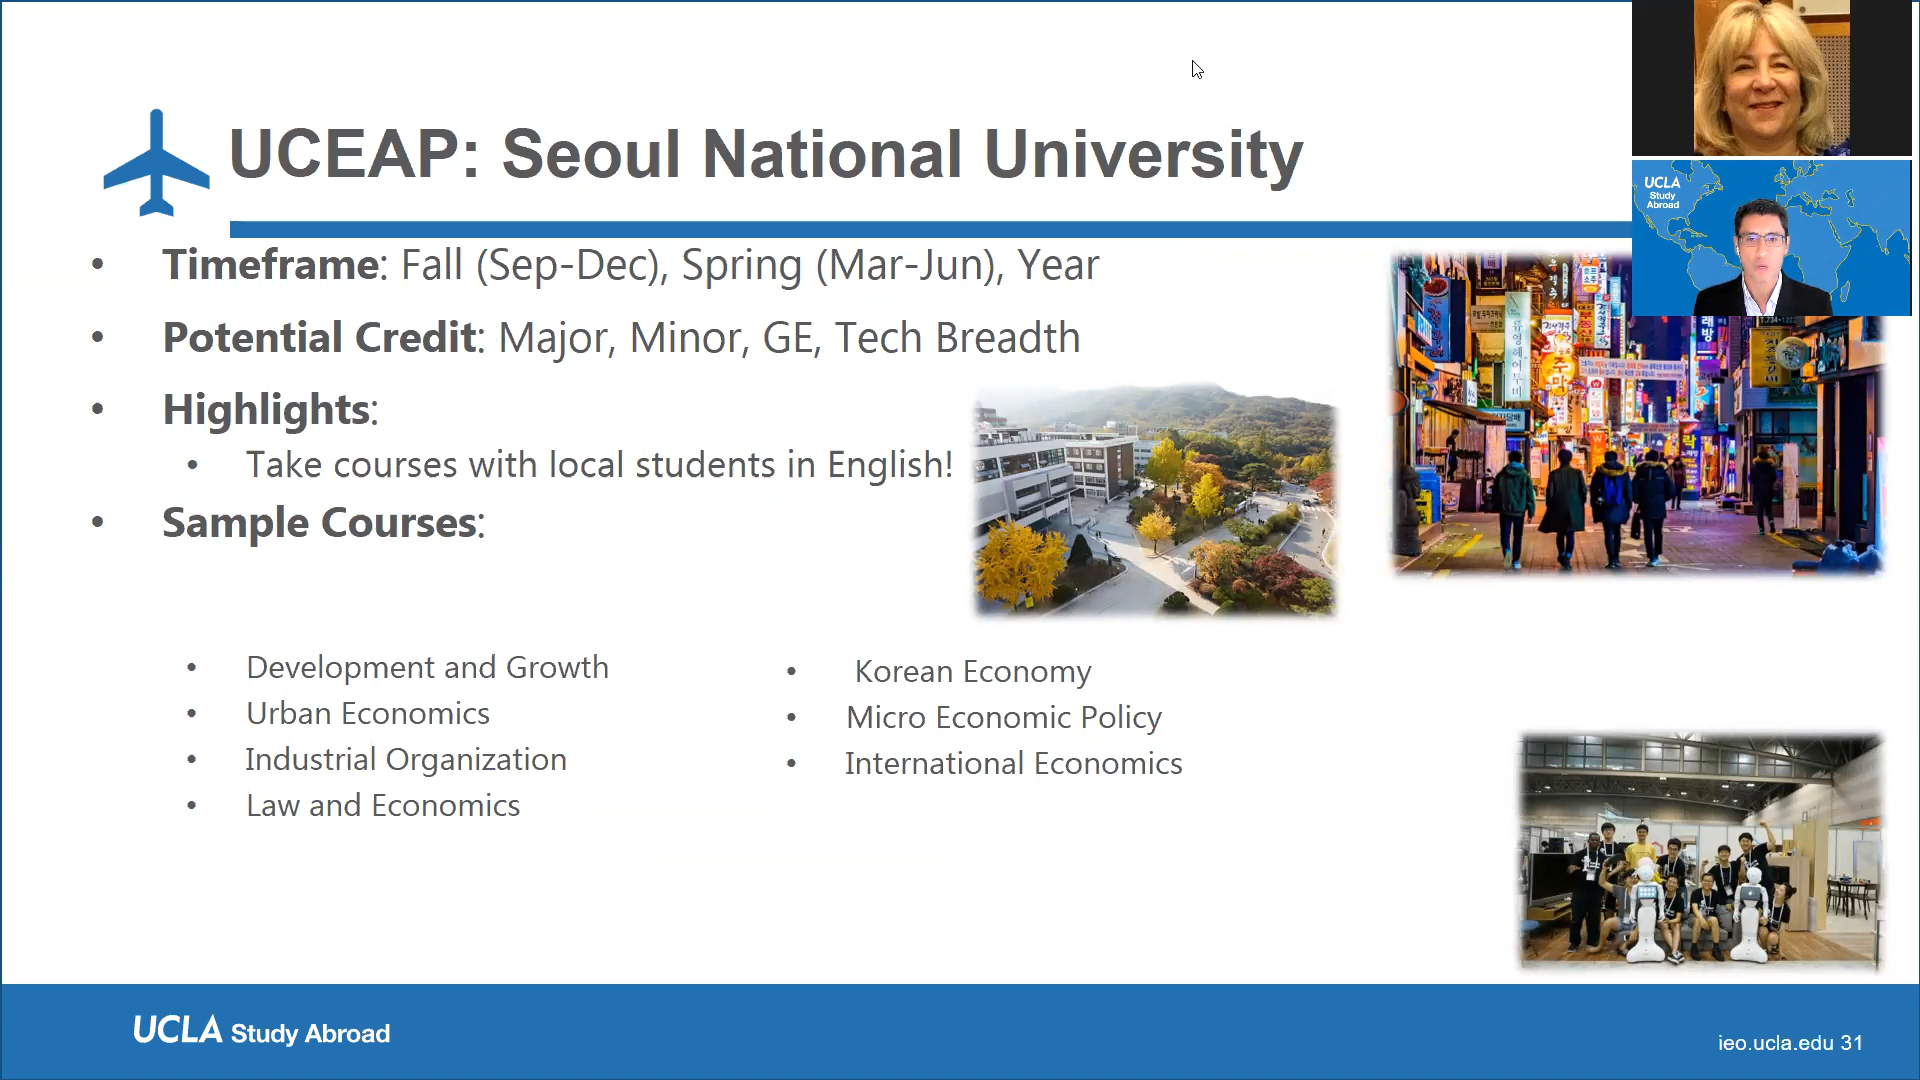 UCEAP: Seoul National University
• Timeframe: Fall (Sep-Dec), Spring (Mar-Jun), Year
• Potential Credit: Major, Minor, GE, Tech Breadth
• Highlights:
• Take courses with local students in English!
• Sample Courses:
• Development and Growth
• Urban Economics
• Industrial Organization
• Law and Economics
• Korean Economy
• Micro Economic Policy
• International Economics
UCLA
Study
Abroad
UCLA Study Abroad
ieo.ucla.edu 31